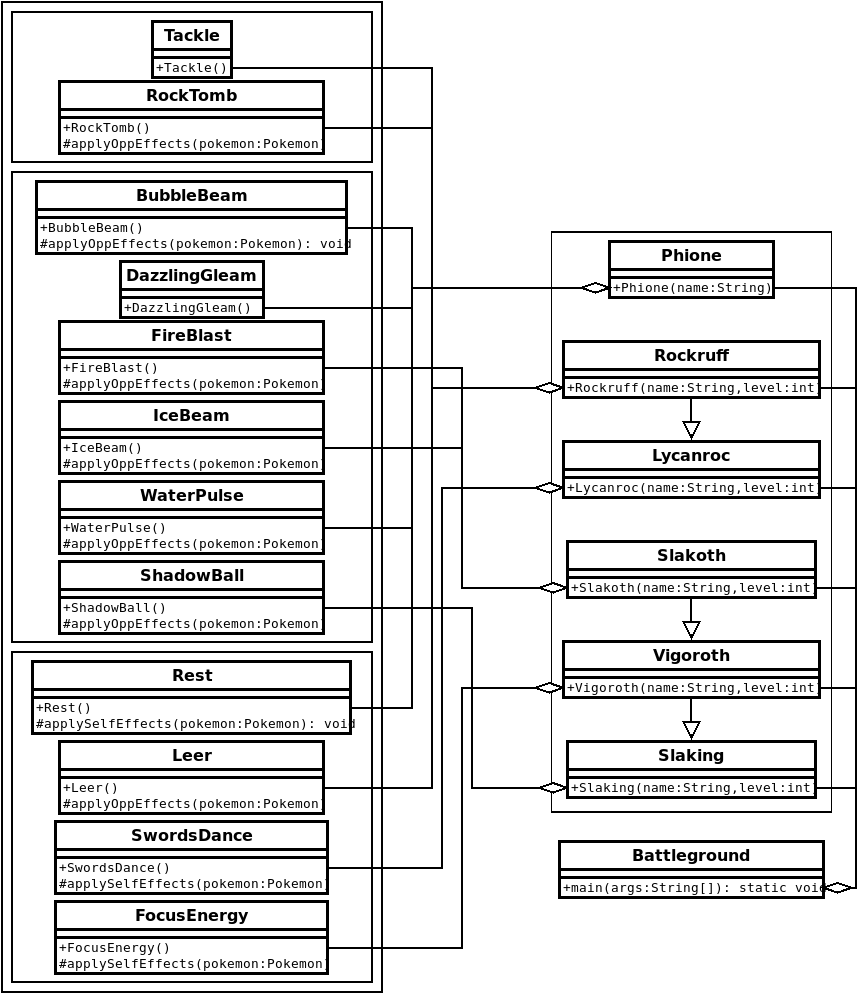 Tackle
+Tackle()
RockTomb
+RockTomb()
#applyOppEffects(pokemon:Pokemon)
BubbleBeam
+BubbleBeam()
#applyOppEffects(pokemon:Pokemon): void
DazzlingGleam
+DazzlingGleam()
FireBlast
+FireBlast()
#applyOppEffects(pokemon:Pokemon)
IceBeam
+IceBeam()
#applyOppEffects(pokemon:Pokemon)
WaterPulse
+WaterPulse()
#applyOppEffects(pokemon:Pokemon)
ShadowBall
+ShadowBall()
#applyOppEffects(pokemon:Pokemon)
Rest
+Rest()
#applySelfEffects(pokemon:Pokemon): void
Leer
+Leer()
#applyOppEffects(pokemon:Pokemon)
SwordsDance
+SwordsDance()
#applySelfEffects(pokemon:Pokemon)
FocusEnergy
+FocusEnergy()
#applySelfEffects(pokemon:Pokemon)
Phione
+Phione(name:String)
Rockruff
+Rockruff(name:String,level:int)
Lycanroc
+Lycanroc(name:String,level:int)
Slakoth
+Slakoth(name:String,level:int)
Vigoroth
+Vigoroth(name:String,level:int)
Slaking
+Slaking(name:String,level:int)
Battleground
+main(args:String[]): static void